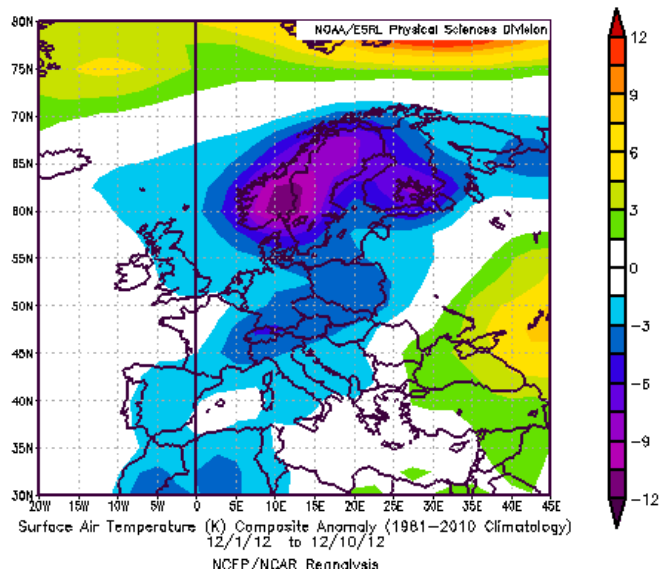 80N
NOAA/ESRL Physical Sciences Division
75N
70N
65N
60N
55N
50N
45N
40N
35N
30N
20W 15W 10W 5W 0 5E 10E 15E 20E 25E 30E 35E 40E 45E
12
9
6
3
0
-3
-6
-9
-12
Surface Air Temperature (K) Composite Anomaly (1981-2010 Climatology)
12/1/12 to 12/10/12
NCEP/NCAR Reanalysis